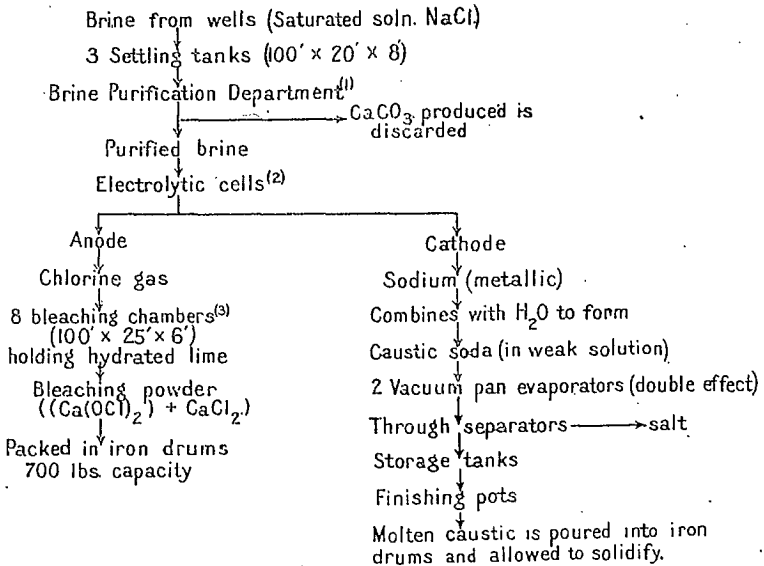 Brine from wells (Saturated soln. NaCl)
3 Settling tanks (100' x 20' x 8')
Brine Purification Department(1)
CaCO3 produced is
discarded
Purified brine
Electrolytic cells(2)
Anode
Chlorine gas
8 bleaching chambers(3)
(100' x 25' x 6')
holding hydrated lime
Bleaching powder
((Ca(OCl)2) + CaCl2.)
Packed in iron drums
700 lbs. capacity
Cathode
Sodium (metallic)
Combines with H2O to form
Caustic soda (in weak solution)
2 Vacuum pan evaporators (double effect)
Through separators
salt
Storage tanks
Finishing pots
Molten caustic is poured into iron
drums and allowed to solidify.